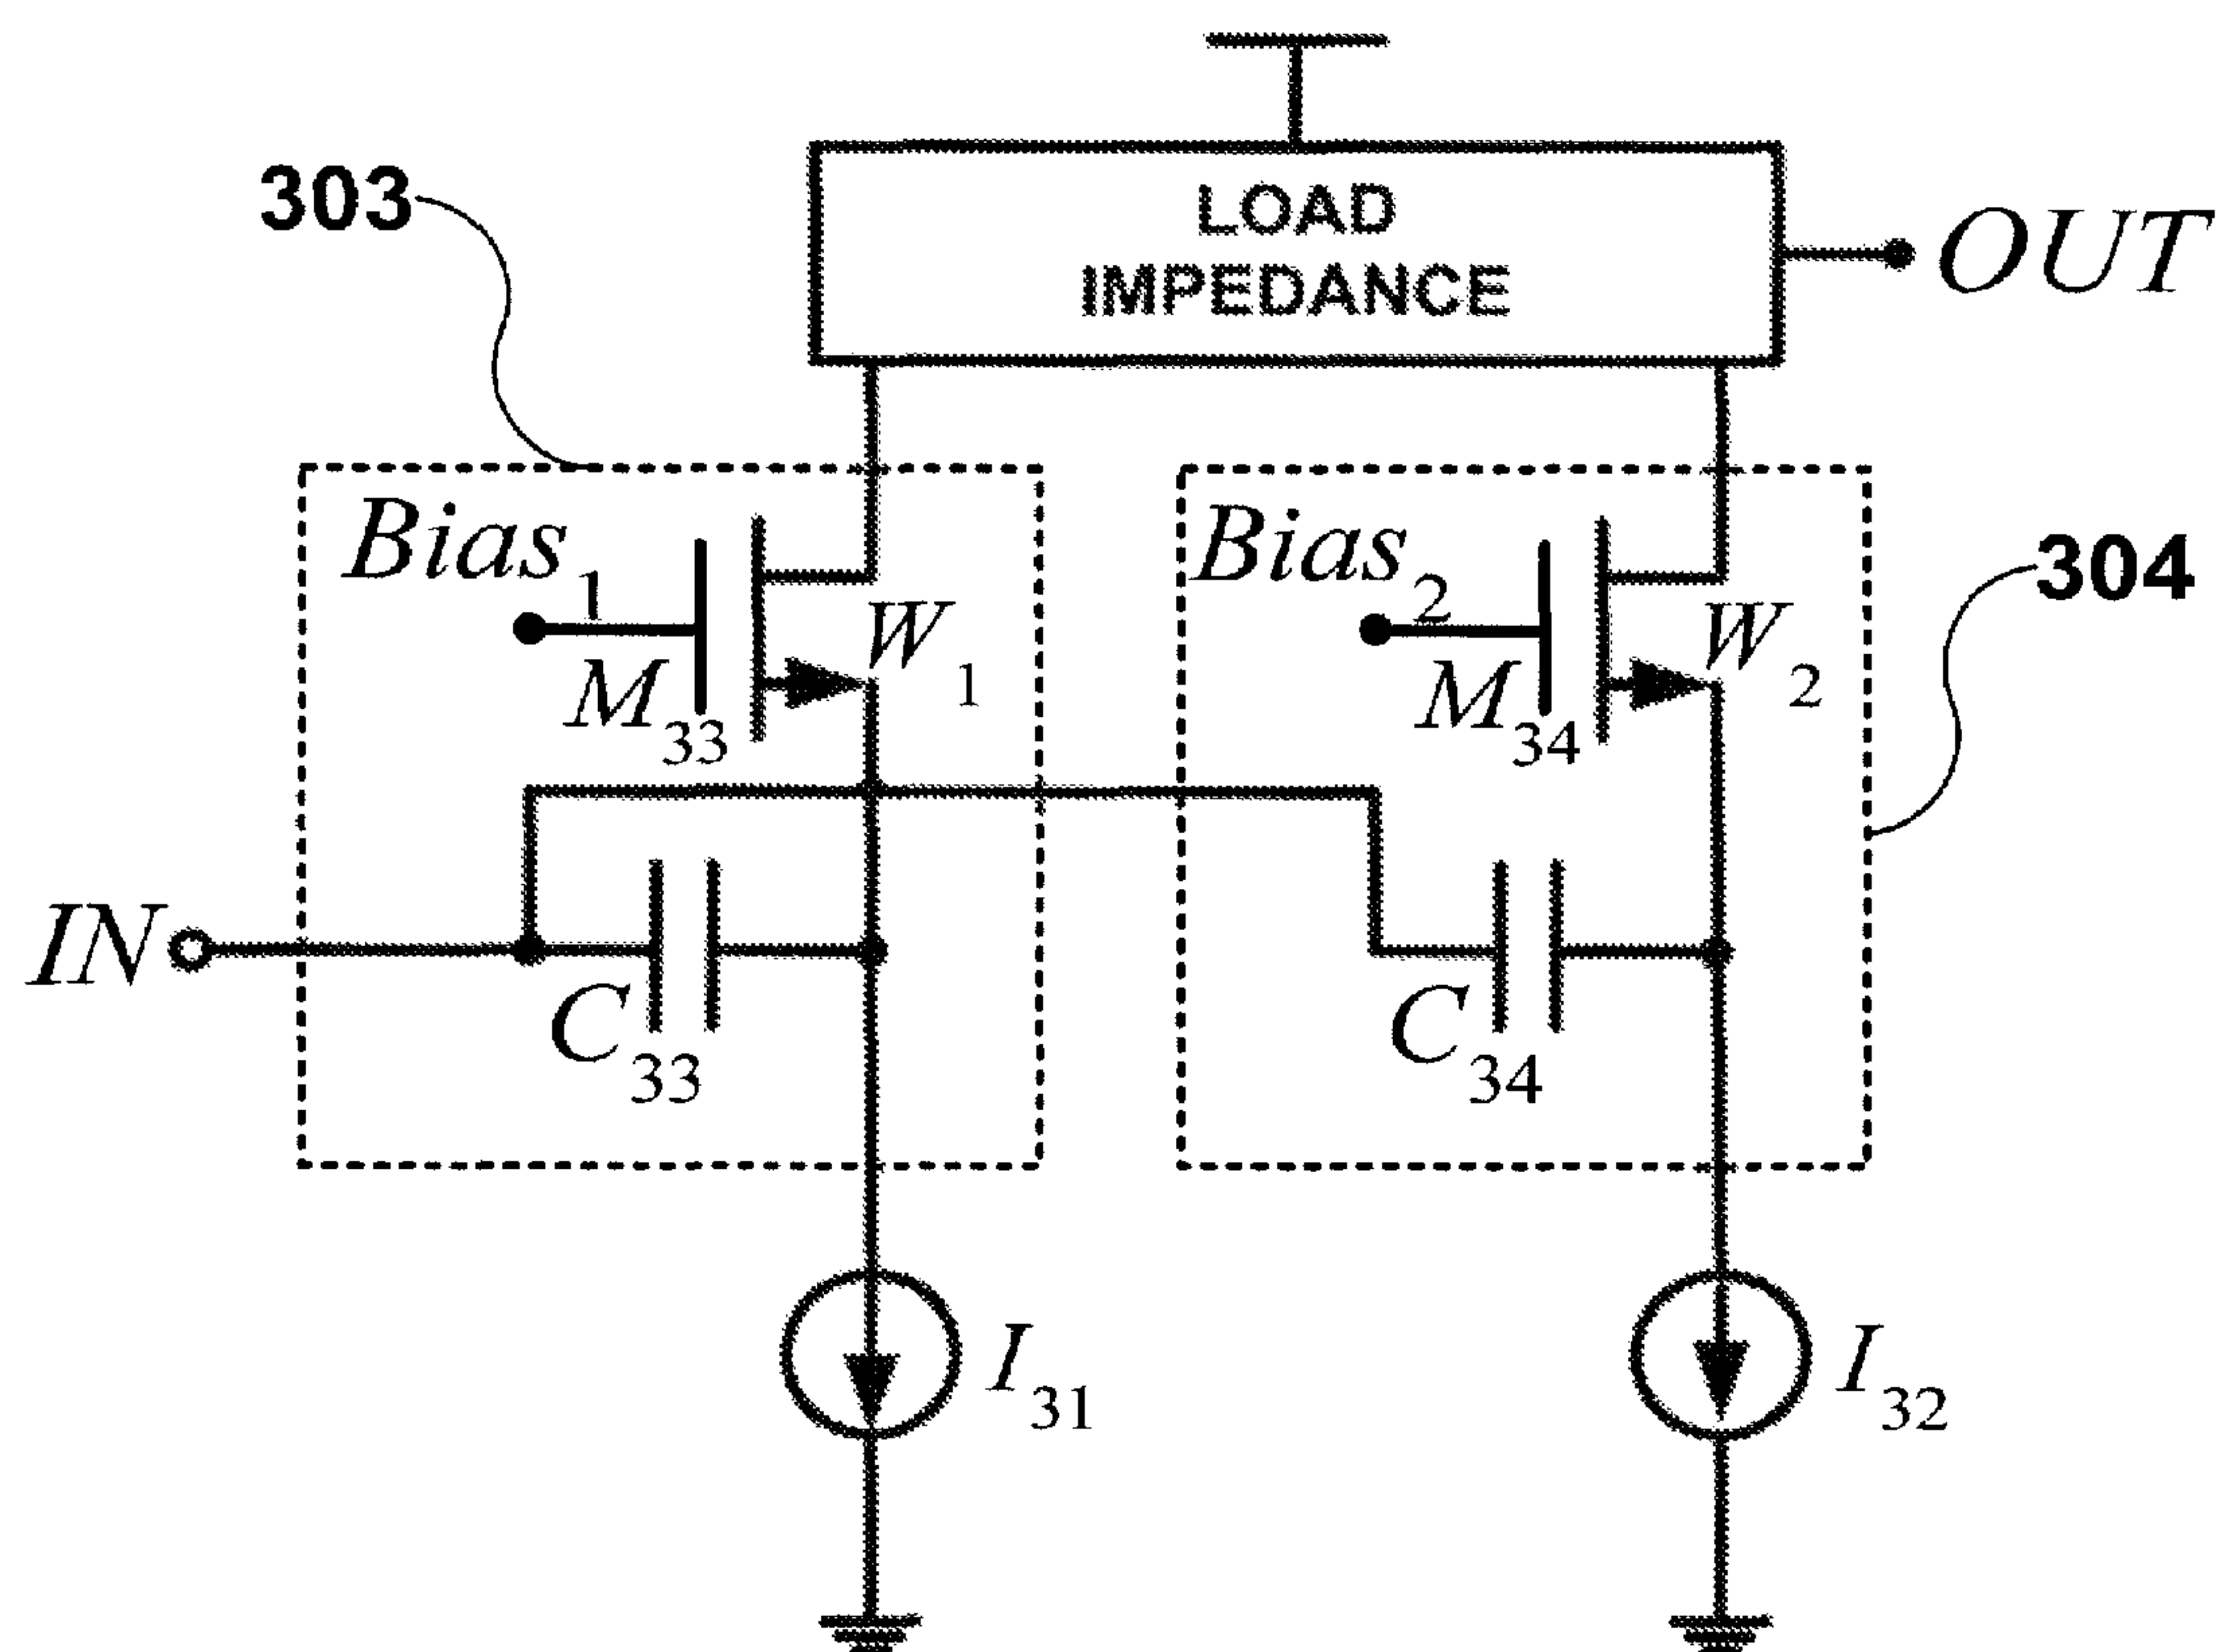 303
LOAD
IMPEDANCE
OUT
Bias1
Bias2
304
M33
W1
M34
W2
IN
C33
C34
I31
I32